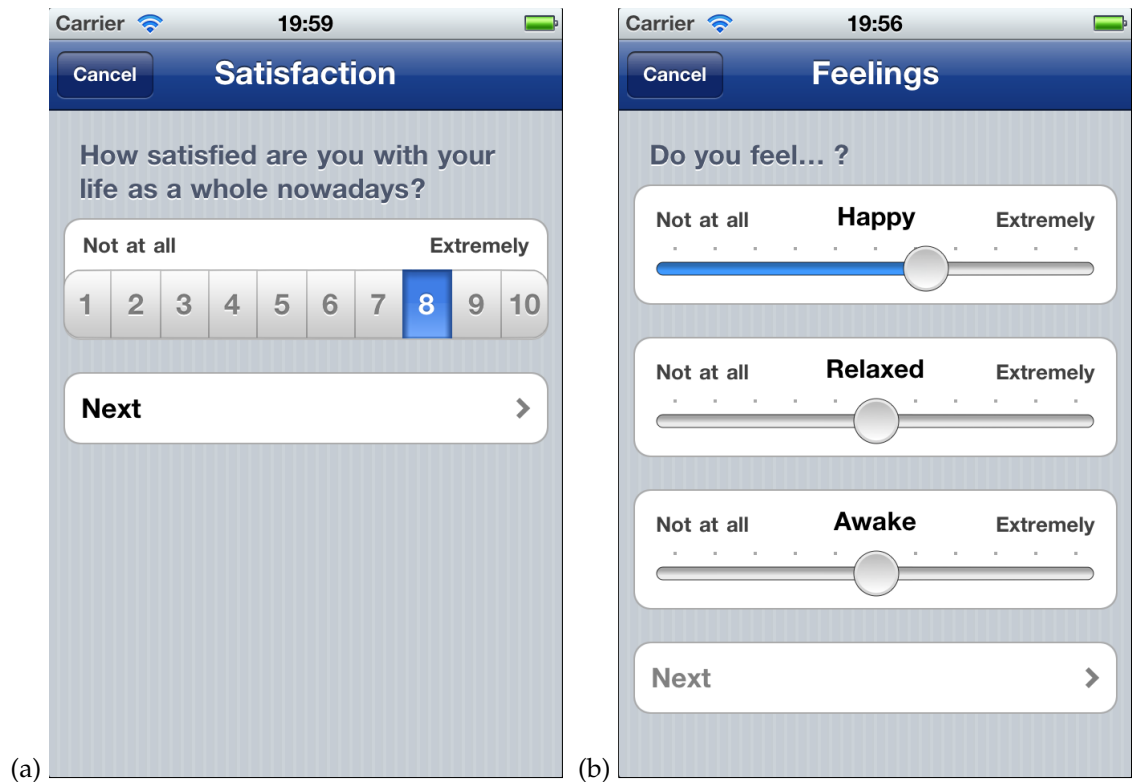 Carrier 19:59
Cancel Satisfaction
How satisfied are you with your
life as a whole nowadays?
Not at all Extremely
1 2 3 4 5 6 7 8 9 10
Next
(a)
Carrier 19:56
Cancel Feelings
Do you feel... ?
Not at all Happy Extremely
Not at all Relaxed Extremely
Not at all Awake Extremely
Next
(b)